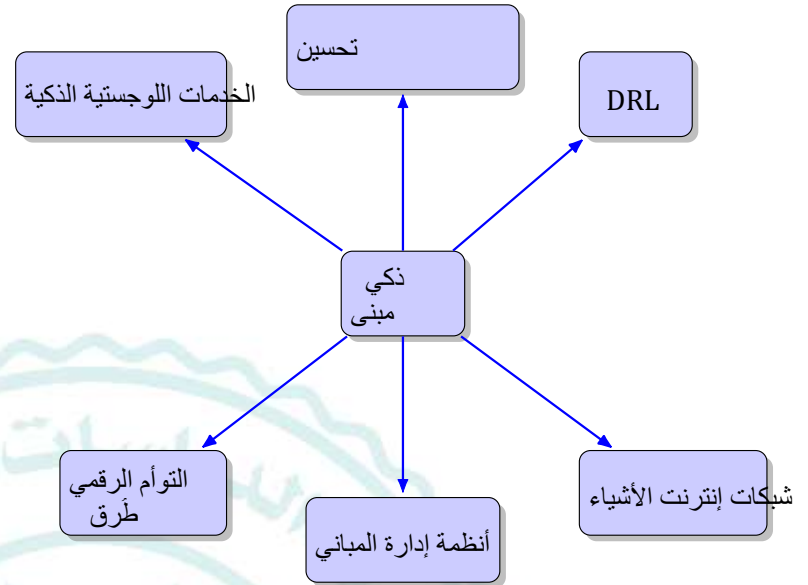 تحسين
الخدمات اللوجستية الذكية
DRL
ذكي
مبنى
التوأم الرقمي
طُرق
أنظمة إدارة المباني
شبكات إنترنت الأشياء